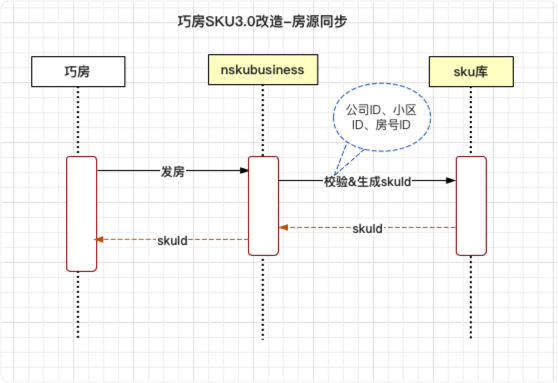 巧房SKU3.0改造–房源同步
巧房
nskubusiness
sku库
公司ID、小区
ID、房号ID
发房
校验&生成skuId
skuId
skuId